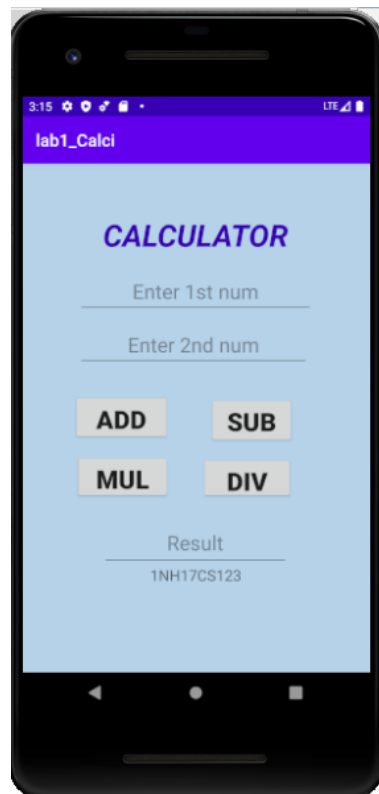 3:15 LTE
lab1_Calci
CALCULATOR
Enter 1st num
Enter 2nd num
ADD SUB
MUL DIV
Result
1NH17CS123